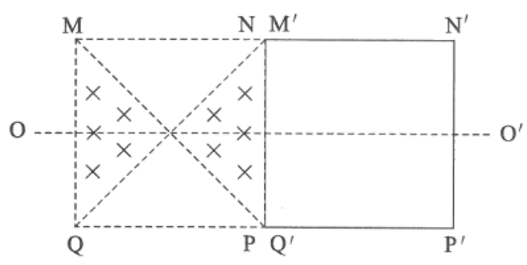 M N M′ N′
O O′
Q P Q′ P′